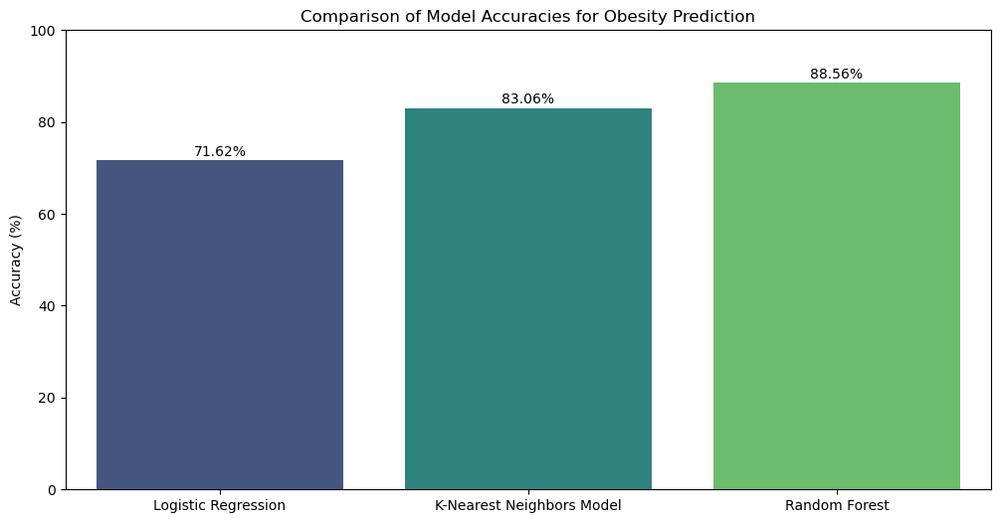 Comparison of Model Accuracies for Obesity Prediction
100
80
60
40
20
0
Accuracy (%)
71.62%
83.06%
88.56%
Logistic Regression
K-Nearest Neighbors Model
Random Forest